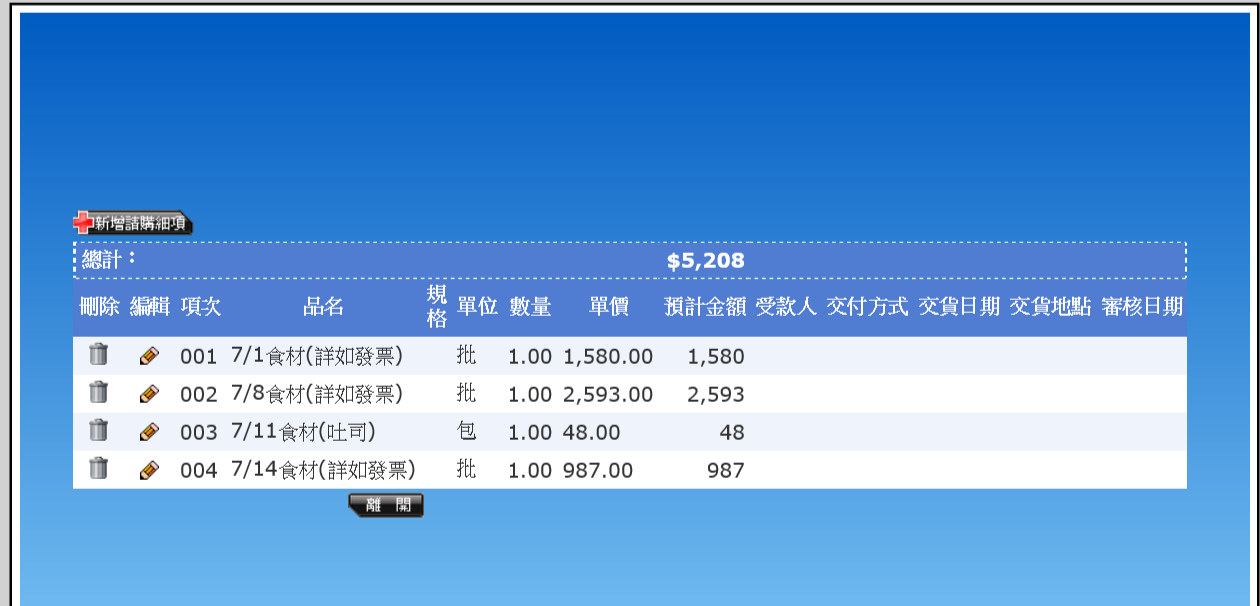 新增請購細項
總計： $5,208
刪除 編輯 項次 品名 規格 單位 數量 單價 預計金額 受款人 交付方式 交貨日期 交貨地點 審核日期
001 7/1食材(詳如發票) 批 1.00 1,580.00 1,580
002 7/8食材(詳如發票) 批 1.00 2,593.00 2,593
003 7/11食材(吐司) 包 1.00 48.00 48
004 7/14食材(詳如發票) 批 1.00 987.00 987
離 開